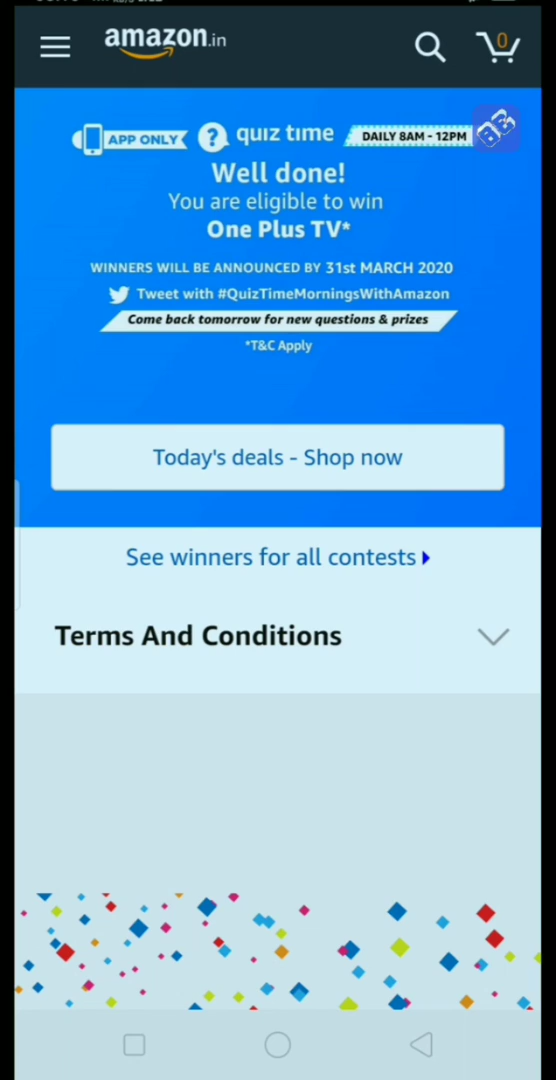 amazon.in
0
APP ONLY
? quiz time
DAILY 8AM - 12PM
Well done!
You are eligible to win
One Plus TV*
WINNERS WILL BE ANNOUNCED BY 31st MARCH 2020
Tweet with #QuizTimeMorningsWithAmazon
Come back tomorrow for new questions & prizes
*T&C Apply
Today's deals - Shop now
See winners for all contests
Terms And Conditions